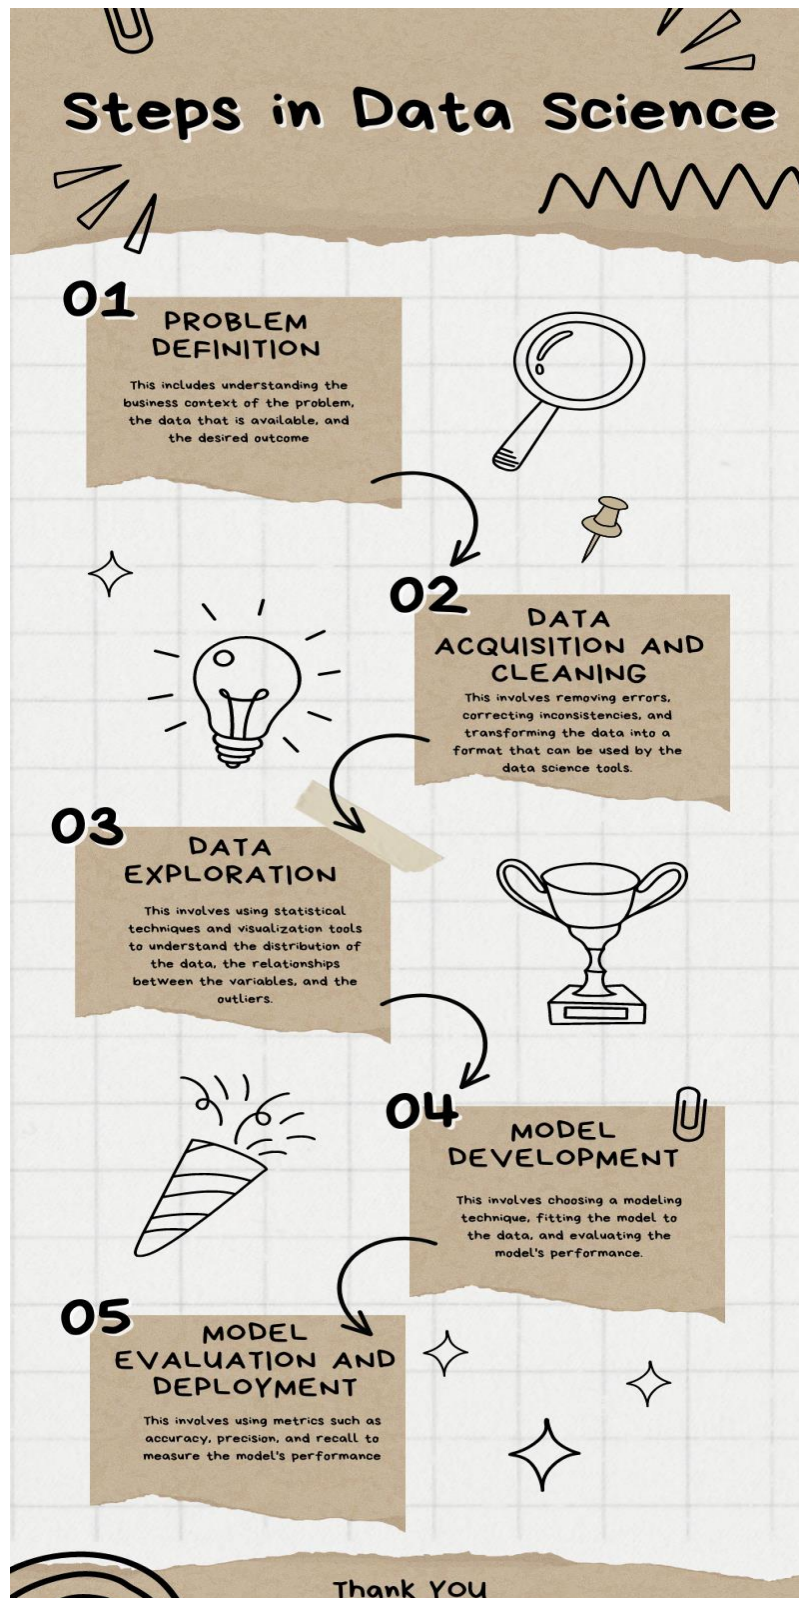 Steps in Data Science
01
PROBLEM
DEFINITION
This includes understanding the
business context of the problem,
the data that is available, and
the desired outcome
02
DATA
ACQUISITION AND
CLEANING
This involves removing errors,
correcting inconsistencies, and
transforming the data into a
format that can be used by the
data science tools.
03
DATA
EXPLORATION
This involves using statistical
techniques and visualization tools
to understand the distribution of
the data, the relationships
between the variables, and the
outliers.
04
MODEL
DEVELOPMENT
This involves choosing a modeling
technique, fitting the model to
the data, and evaluating the
model's performance.
05
MODEL
EVALUATION AND
DEPLOYMENT
This involves using metrics such as
accuracy, precision, and recall to
measure the model's performance
Thank YOU